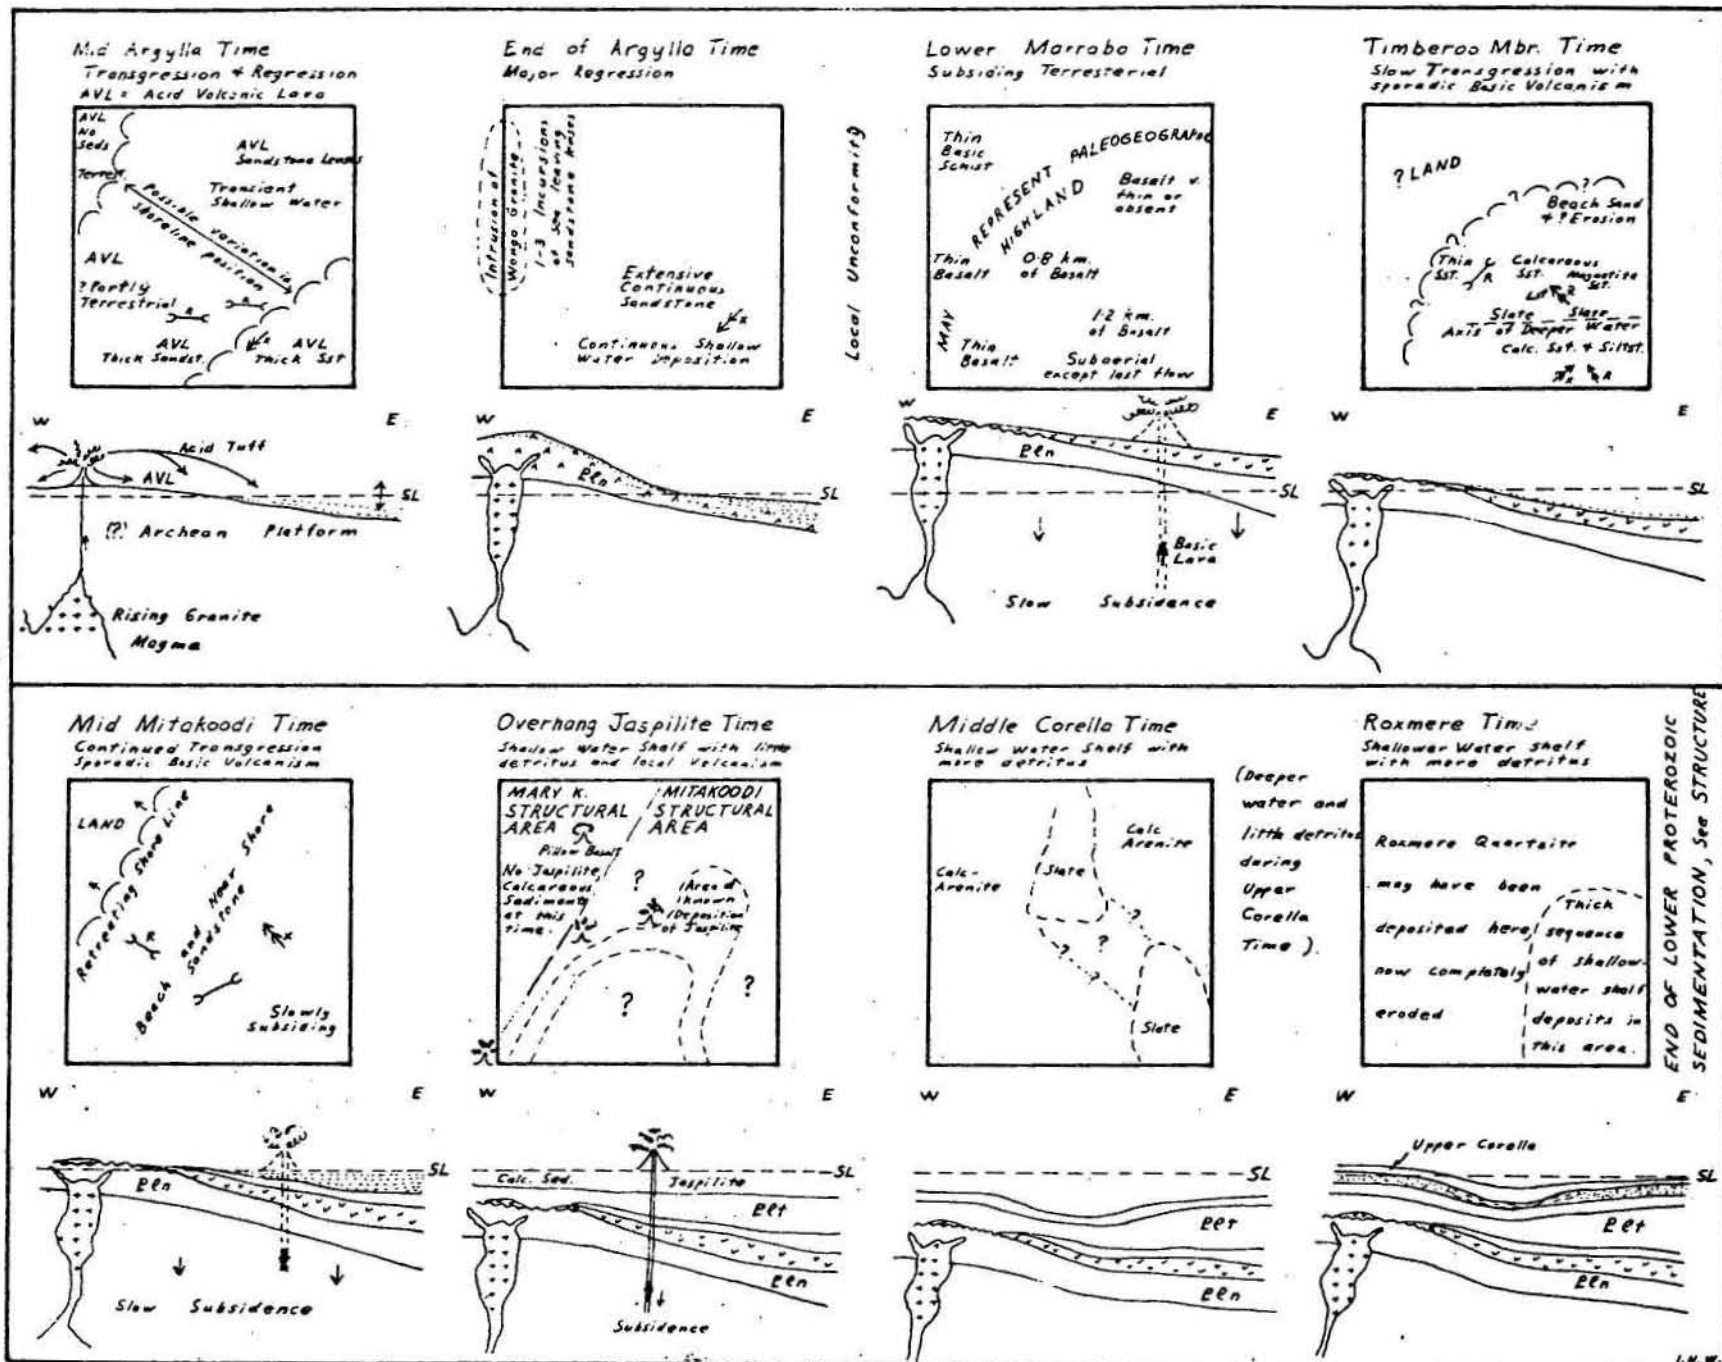 Mid Argylla Time
Transgression & Regression
AVL = Acid Volcanic Lava
AVL
No
Seds
AVL
Sandstone Lenses
Terrest.
Transient
Shallow Water
Possible variation in
shoreline position
AVL
? Partly
Terrestrial
R
AVL
Thick Sandst.
x
AVL
Thick Sst
W
E
Acid Tuff
AVL
SL
(?) Archean Platform
Rising Granite
Magma
End of Argylla Time
Major Regression
Intrusion of
Wonga Granite
1-3 Incursions
of sea leaving
sandstone lenses
Extensive
Continuous
Sandstone
x
Continuous Shallow
Water Deposition
W
E
Pln
SL
Local Unconformity
Lower Marraba Time
Subsiding Terresterial
Thin
Basic
Schist
MAY REPRESENT PALEOGEOGRAPHIC
HIGHLAND
Basalt v.
thin or
absent
Thin
Basalt
0.8 km.
of Basalt
1.2 km.
of Basalt
Thin
Basalt
Subaerial
except last flow
W
E
Pln
SL
Basic
Lava
Slow Subsidence
Timberoo Mbr. Time
Slow Transgression with
sporadic Basic Volcanism
? LAND
?
Beach Sand
& ? Erosion
Thin
Sst.
R
Calcareous
Sst.
Magnetite
Sst.
Slate Slate
Axis of Deeper Water
Calc. Sst. & Siltst.
x R
W
E
SL
Mid Mitakoodi Time
Continued Transgression
Sporadic Basic Volcanism
LAND
Retreating Shore Line
Beach and Near Shore
Sandstone
R
x
Slowly
Subsiding
W
E
SL
Pln
Slow Subsidence
Overhang Jaspilite Time
Shallow Water Shelf with little
detritus and local Volcanism
MARY K.
STRUCTURAL
AREA
MITAKOODI
STRUCTURAL
AREA
Pillow Basalt
No Jaspilite,
Calcareous
Sediments
at this
time.
?
Area of
known
Deposition
of Jaspilite
?
?
W
E
SL
Calc. Sed.
Jaspilite
Plt
Pln
Subsidence
Middle Corella Time
Shallow Water Shelf with
more detritus
Calc
Arenite
Calc-
Arenite
Slate
?
?
?
?
Slate
(Deeper
water and
little detritus
during
Upper
Corella
Time).
W
E
SL
Plt
Pln
Roxmere Time
Shallower Water shelf
with more detritus
Roxmere Quartzite
may have been
deposited here,
now completely
eroded
Thick
sequence
of shallow-
water shelf
deposits in
this area.
END OF LOWER PROTEROZOIC
SEDIMENTATION, See STRUCTURE
W
E
Upper Corella
SL
Plt
Pln